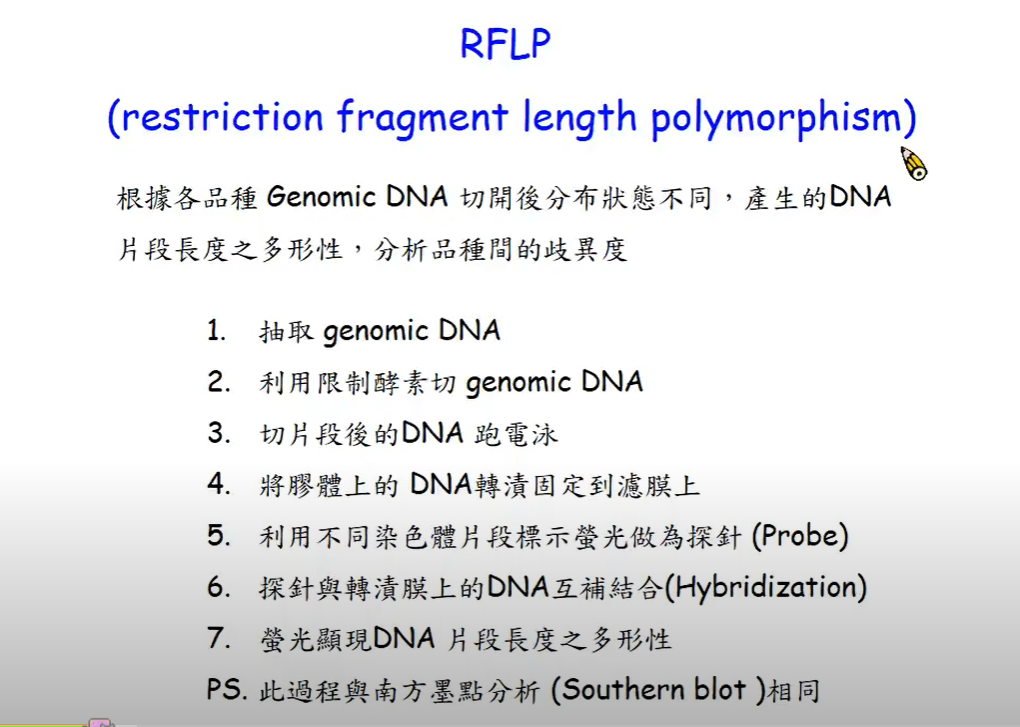 RFLP
(restriction fragment length polymorphism)
根據各品種 Genomic DNA 切開後分布狀態不同，產生的DNA
片段長度之多形性，分析品種間的歧異度
1. 抽取 genomic DNA
2. 利用限制酵素切 genomic DNA
3. 切片段後的DNA 跑電泳
4. 將膠體上的 DNA轉漬固定到濾膜上
5. 利用不同染色體片段標示螢光做為探針 (Probe)
6. 探針與轉漬膜上的DNA互補結合(Hybridization)
7. 螢光顯現DNA 片段長度之多形性
PS. 此過程與南方墨點分析 (Southern blot )相同